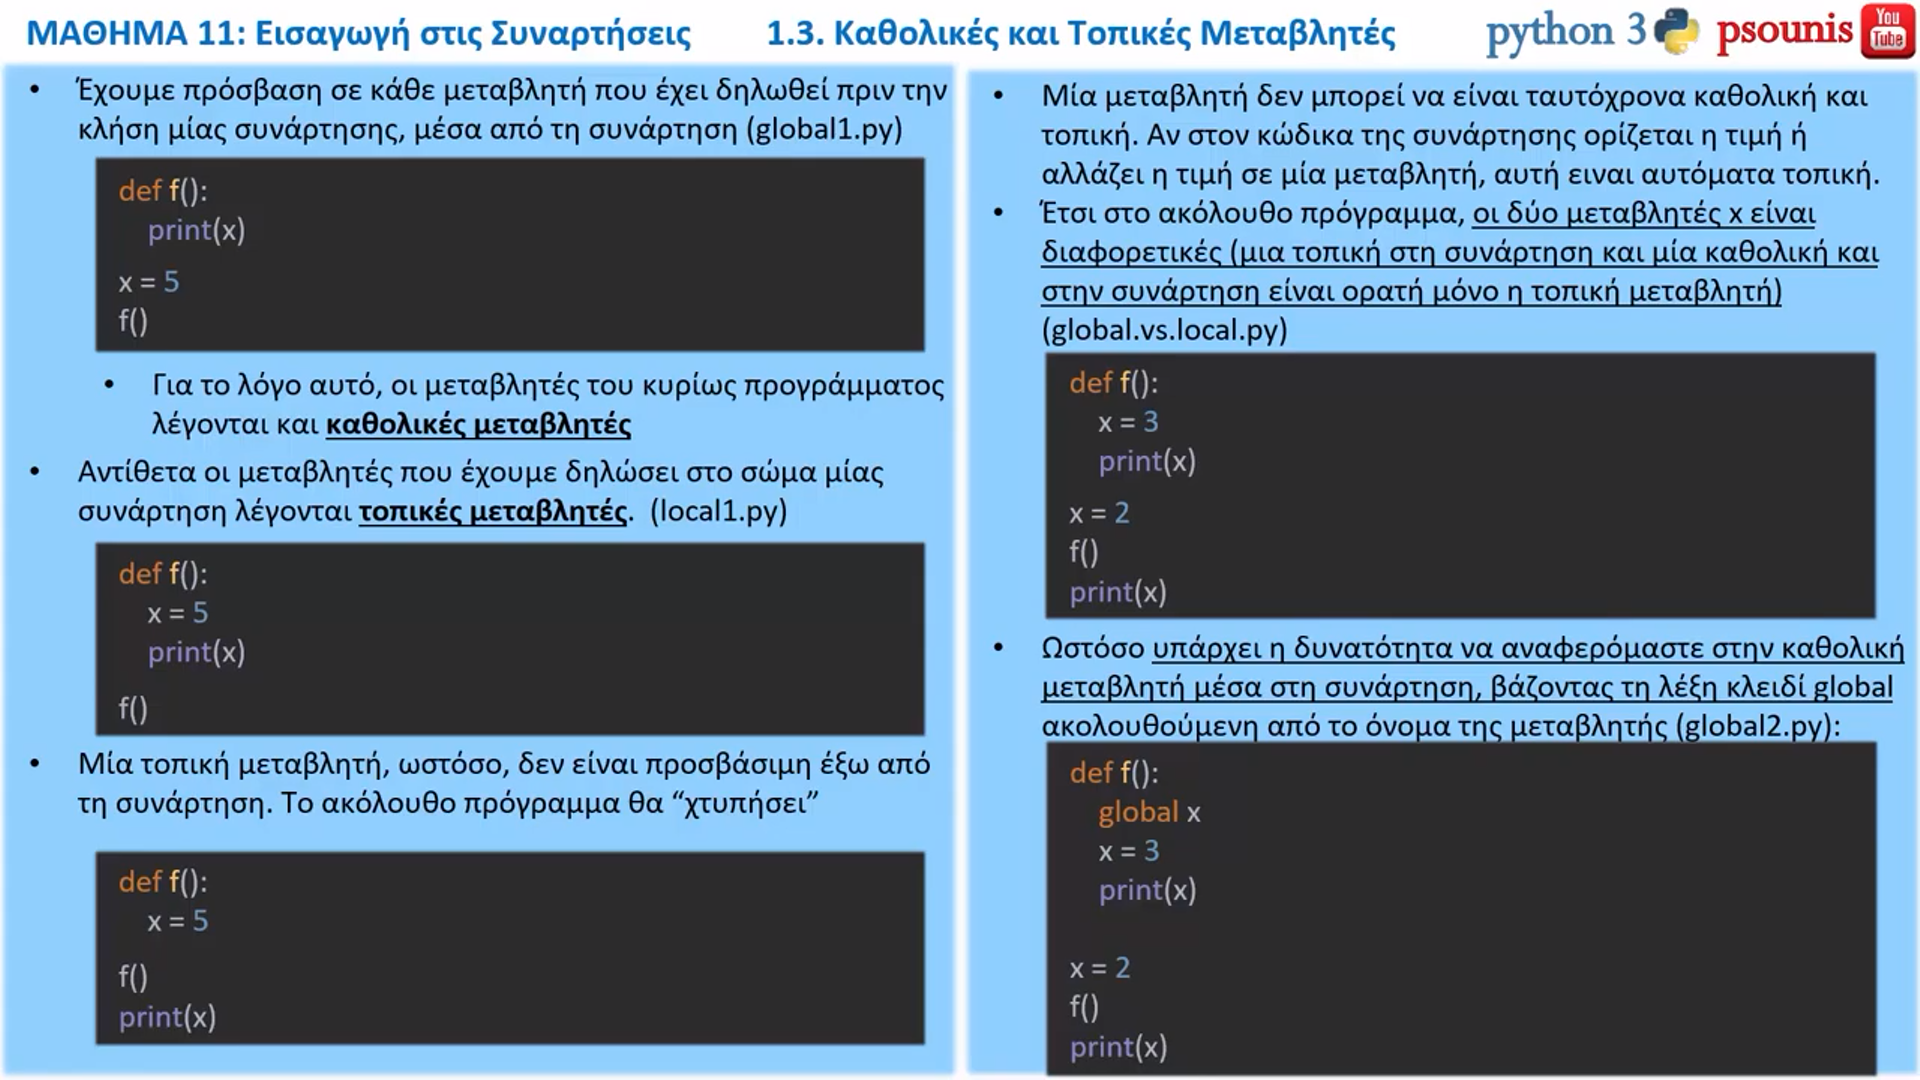 ΜΑΘΗΜΑ 11: Εισαγωγή στις Συναρτήσεις 1.3. Καθολικές και Τοπικές Μεταβλητές python 3 psounis You Tube
• Έχουμε πρόσβαση σε κάθε μεταβλητή που έχει δηλωθεί πριν την
κλήση μίας συνάρτησης, μέσα από τη συνάρτηση (global1.py)
def f():
print(x)
x = 5
f()
• Για το λόγο αυτό, οι μεταβλητές του κυρίως προγράμματος
λέγονται και καθολικές μεταβλητές
• Αντίθετα οι μεταβλητές που έχουμε δηλώσει στο σώμα μίας
συνάρτηση λέγονται τοπικές μεταβλητές. (local1.py)
def f():
x = 5
print(x)
f()
• Μία τοπική μεταβλητή, ωστόσο, δεν είναι προσβάσιμη έξω από
τη συνάρτηση. Το ακόλουθο πρόγραμμα θα “χτυπήσει”
def f():
x = 5
f()
print(x)
• Μία μεταβλητή δεν μπορεί να είναι ταυτόχρονα καθολική και
τοπική. Αν στον κώδικα της συνάρτησης ορίζεται η τιμή ή
αλλάζει η τιμή σε μία μεταβλητή, αυτή ειναι αυτόματα τοπική.
• Έτσι στο ακόλουθο πρόγραμμα, οι δύο μεταβλητές x είναι
διαφορετικές (μια τοπική στη συνάρτηση και μία καθολική και
στην συνάρτηση είναι ορατή μόνο η τοπική μεταβλητή)
(global.vs.local.py)
def f():
x = 3
print(x)
x = 2
f()
print(x)
• Ωστόσο υπάρχει η δυνατότητα να αναφερόμαστε στην καθολική
μεταβλητή μέσα στη συνάρτηση, βάζοντας τη λέξη κλειδί global
ακολουθούμενη από το όνομα της μεταβλητής (global2.py):
def f():
global x
x = 3
print(x)
x = 2
f()
print(x)